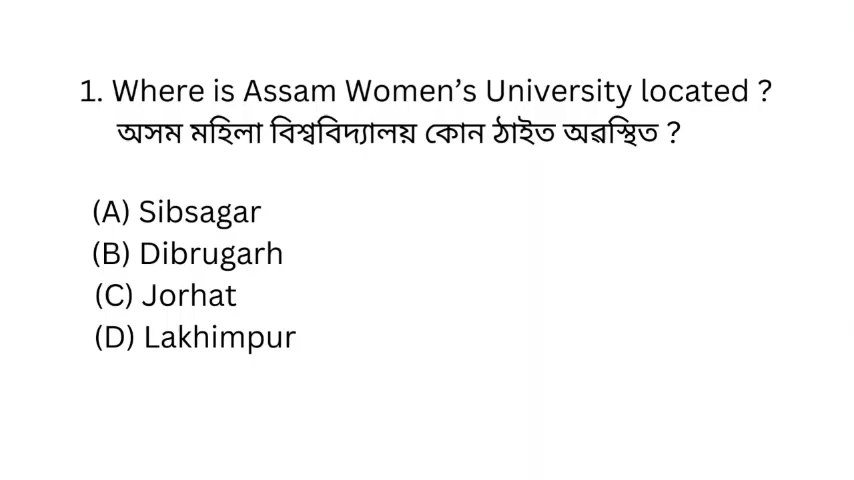 1. Where is Assam Women’s University located ?
অসম মহিলা বিশ্ববিদ্যালয় কোন ঠাইত অৱস্থিত ?
(A) Sibsagar
(B) Dibrugarh
(C) Jorhat
(D) Lakhimpur